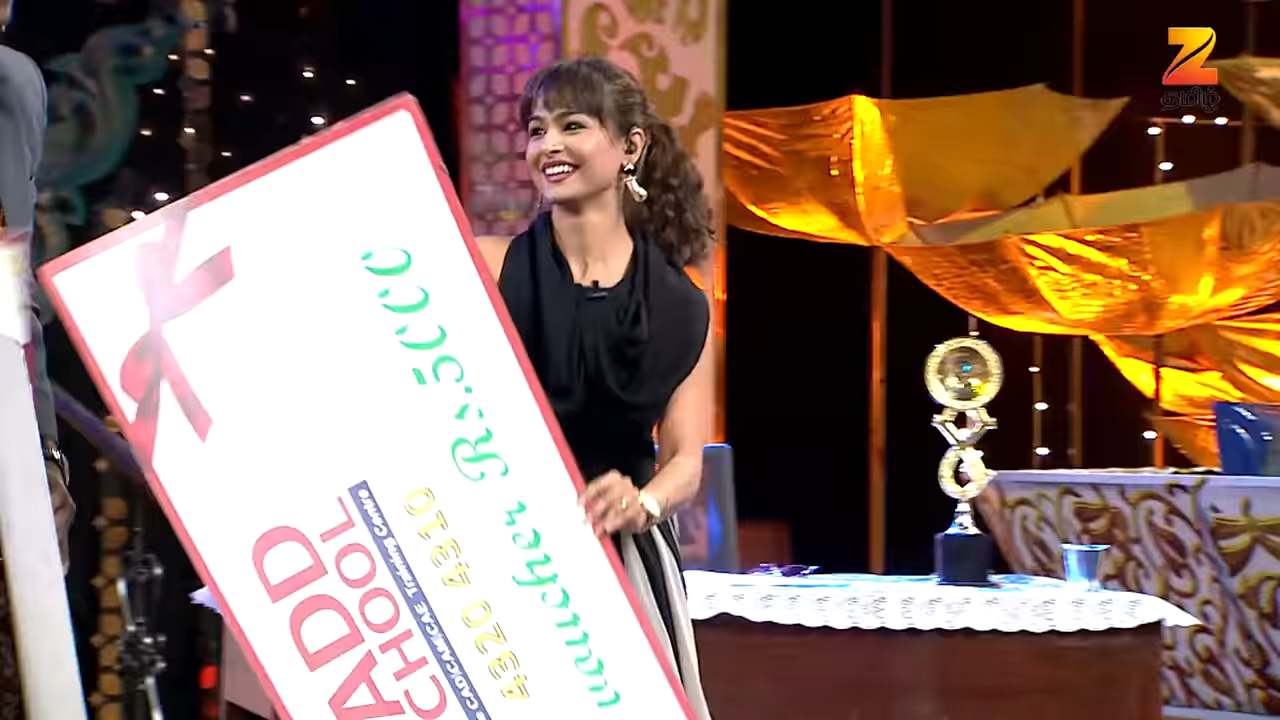 தமிழ்
ADD
CHOOL
CAD/CAM/CAE Training Centre
4320 4310
voucher Rs.5000